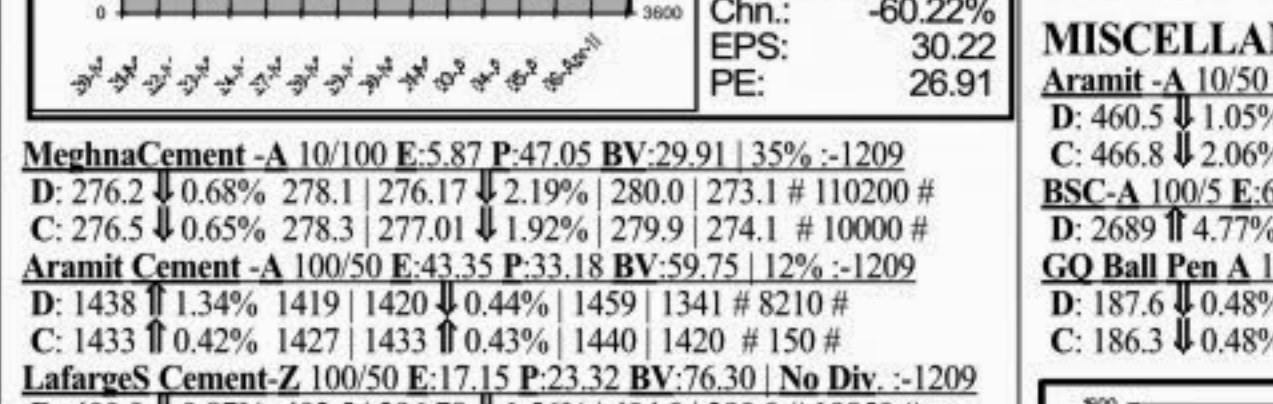 0
3600
Chn.: -60.22%
EPS: 30.22
PE: 26.91
MeghnaCement -A 10/100 E:5.87 P:47.05 BV:29.91 | 35% :-1209
D: 276.2 ⇓ 0.68% 278.1 | 276.17 ⇓ 2.19% | 280.0 | 273.1 # 110200 #
C: 276.5 ⇓ 0.65% 278.3 | 277.01 ⇓ 1.92% | 279.9 | 274.1 # 10000 #
Aramit Cement -A 100/50 E:43.35 P:33.18 BV:59.75 | 12% :-1209
D: 1438 ⇑ 1.34% 1419 | 1420 ⇓ 0.44% | 1459 | 1341 # 8210 #
C: 1433 ⇑ 0.42% 1427 | 1433 ⇑ 0.43% | 1440 | 1420 # 150 #
LafargeS Cement-Z 100/50 E:17.15 P:23.32 BV:76.30 | No Div. :-1209
Aramit -A 10/50
D: 460.5 ⇓ 1.05%
C: 466.8 ⇓ 2.06%
BSC-A 100/5 E:6
D: 2689 ⇑ 4.77%
GQ Ball Pen A 1
D: 187.6 ⇓ 0.48%
C: 186.3 ⇓ 0.48%